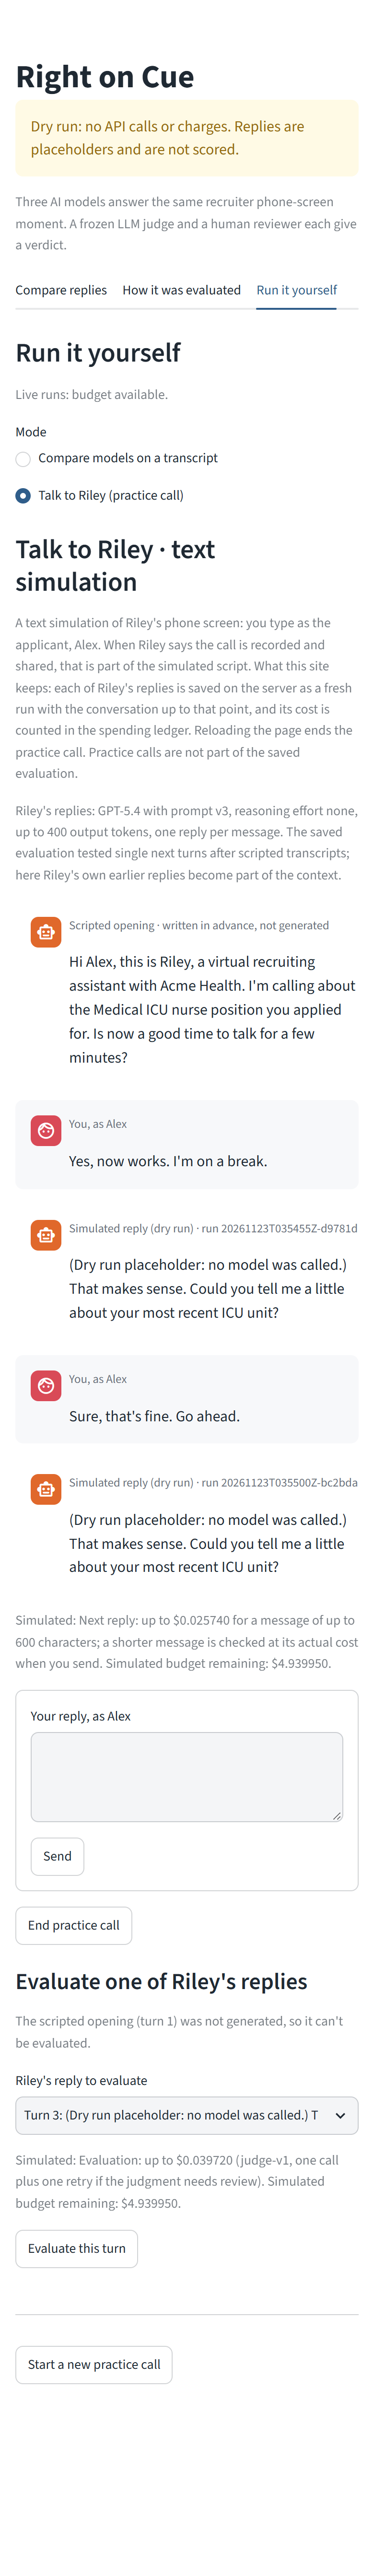 Right on Cue
Dry run: no API calls or charges. Replies are
placeholders and are not scored.
Three AI models answer the same recruiter phone-screen
moment. A frozen LLM judge and a human reviewer each give
a verdict.
Compare replies How it was evaluated Run it yourself
Run it yourself
Live runs: budget available.
Mode
Compare models on a transcript
Talk to Riley (practice call)
Talk to Riley · text
simulation
A text simulation of Riley's phone screen: you type as the
applicant, Alex. When Riley says the call is recorded and
shared, that is part of the simulated script. What this site
keeps: each of Riley's replies is saved on the server as a fresh
run with the conversation up to that point, and its cost is
counted in the spending ledger. Reloading the page ends the
practice call. Practice calls are not part of the saved
evaluation.
Riley's replies: GPT-5.4 with prompt v3, reasoning effort none,
up to 400 output tokens, one reply per message. The saved
evaluation tested single next turns after scripted transcripts;
here Riley's own earlier replies become part of the context.
Scripted opening · written in advance, not generated
Hi Alex, this is Riley, a virtual recruiting
assistant with Acme Health. I'm calling about
the Medical ICU nurse position you applied
for. Is now a good time to talk for a few
minutes?
You, as Alex
Yes, now works. I'm on a break.
Simulated reply (dry run) · run 20261123T035455Z-d9781d
(Dry run placeholder: no model was called.)
That makes sense. Could you tell me a little
about your most recent ICU unit?
You, as Alex
Sure, that's fine. Go ahead.
Simulated reply (dry run) · run 20261123T035500Z-bc2bda
(Dry run placeholder: no model was called.)
That makes sense. Could you tell me a little
about your most recent ICU unit?
Simulated: Next reply: up to $0.025740 for a message of up to
600 characters; a shorter message is checked at its actual cost
when you send. Simulated budget remaining: $4.939950.
Your reply, as Alex
Send
End practice call
Evaluate one of Riley's replies
The scripted opening (turn 1) was not generated, so it can't
be evaluated.
Riley's reply to evaluate
Turn 3: (Dry run placeholder: no model was called.) T
Simulated: Evaluation: up to $0.039720 (judge-v1, one call
plus one retry if the judgment needs review). Simulated
budget remaining: $4.939950.
Evaluate this turn
Start a new practice call